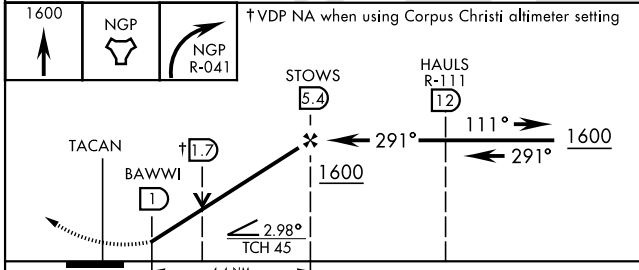 1600
NGP
NGP
R-041
†VDP NA when using Corpus Christi altimeter setting
STOWS
5.4
HAULS
R-111
12
111°
291°
291°
1600
1600
TACAN
BAWWI
1
†1.7
2.98°
TCH 45